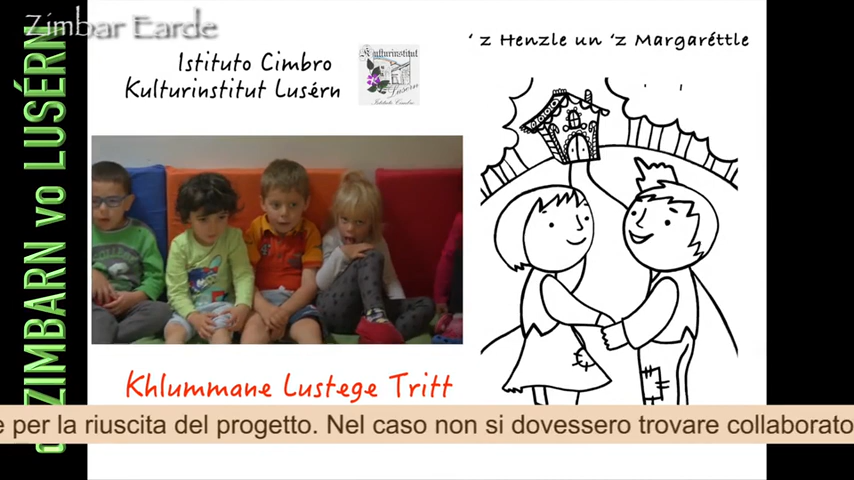 Zimbar Earde
ZIMBARN vo LUSÉRN
Istituto Cimbro
Kulturinstitut Lusérn
Kulturinstitut
Lusern
Istituto Cimbro
‘z Henzle un ‘z Margaréttle
Khlummane Lustege Tritt
e per la riuscita del progetto. Nel caso non si dovessero trovare collaborato